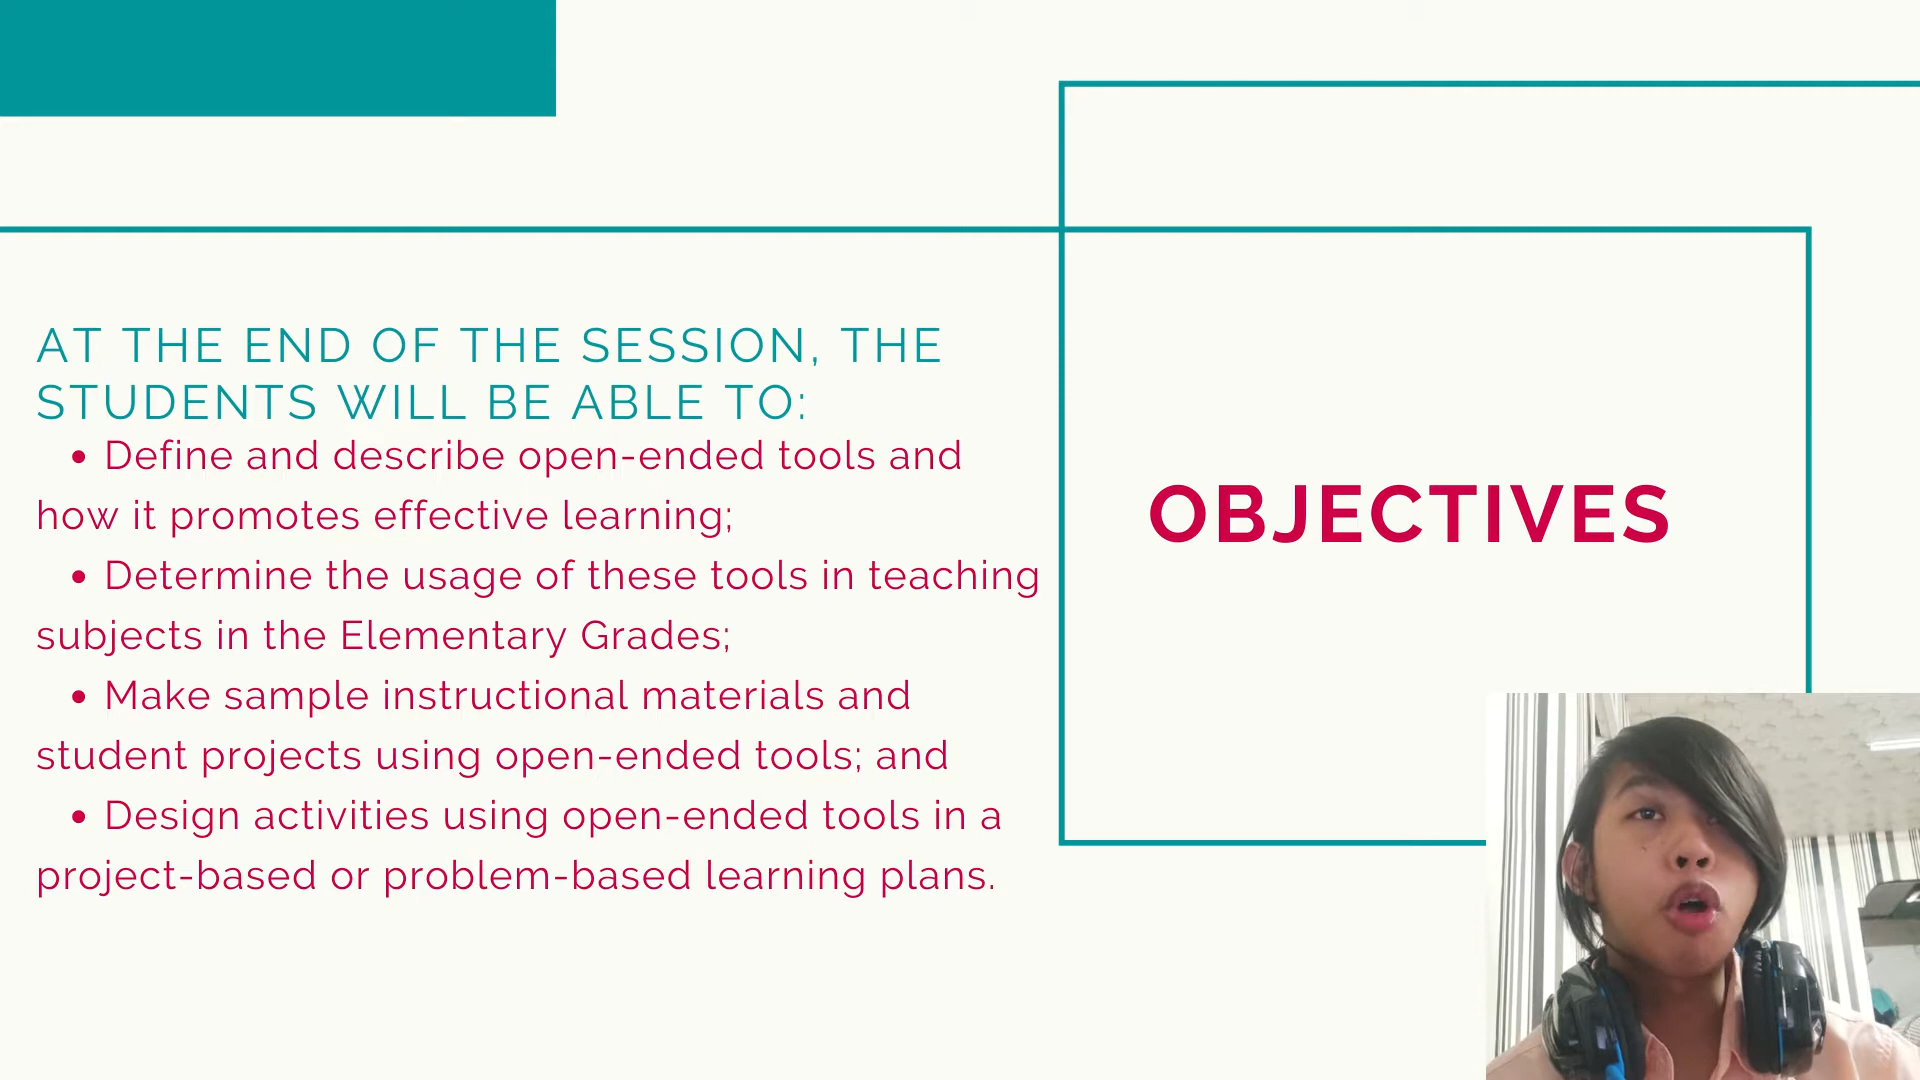 AT THE END OF THE SESSION, THE
STUDENTS WILL BE ABLE TO:
• Define and describe open-ended tools and
how it promotes effective learning;
• Determine the usage of these tools in teaching
subjects in the Elementary Grades;
• Make sample instructional materials and
student projects using open-ended tools; and
• Design activities using open-ended tools in a
project-based or problem-based learning plans.
OBJECTIVES